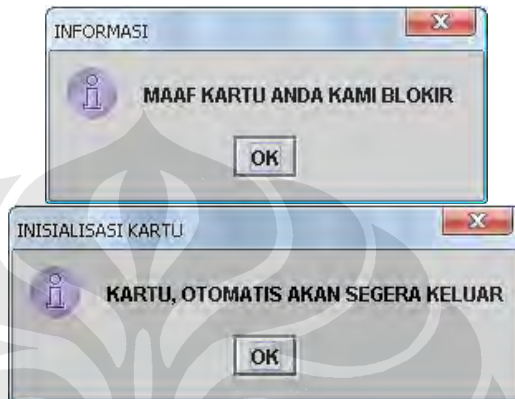 INFORMASI
MAAF KARTU ANDA KAMI BLOKIR
OK
INISIALISASI KARTU
KARTU, OTOMATIS AKAN SEGERA KELUAR
OK